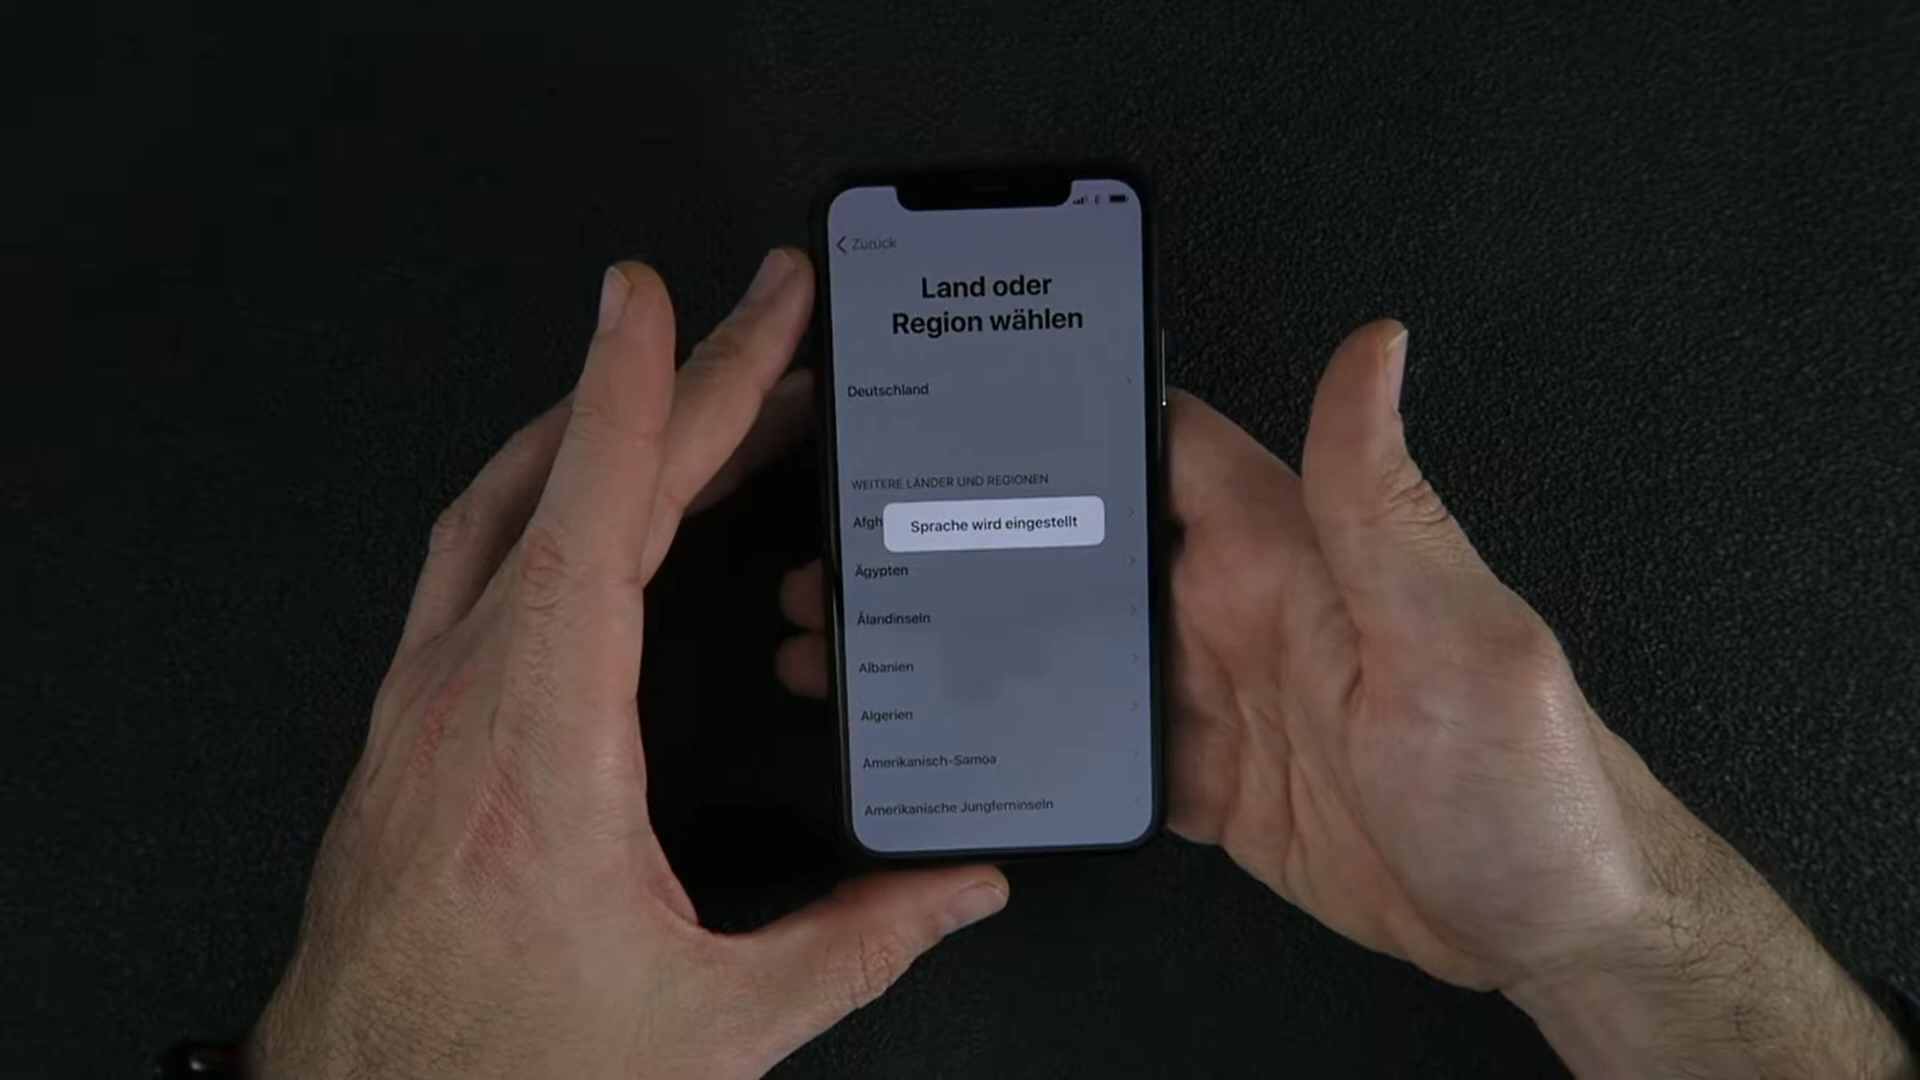 Zurück
Land oder
Region wählen
Deutschland
WEITERE LÄNDER UND REGIONEN
Afgh
Sprache wird eingestellt
Ägypten
Ålandinseln
Albanien
Algerien
Amerikanisch-Samoa
Amerikanische Jungferninseln